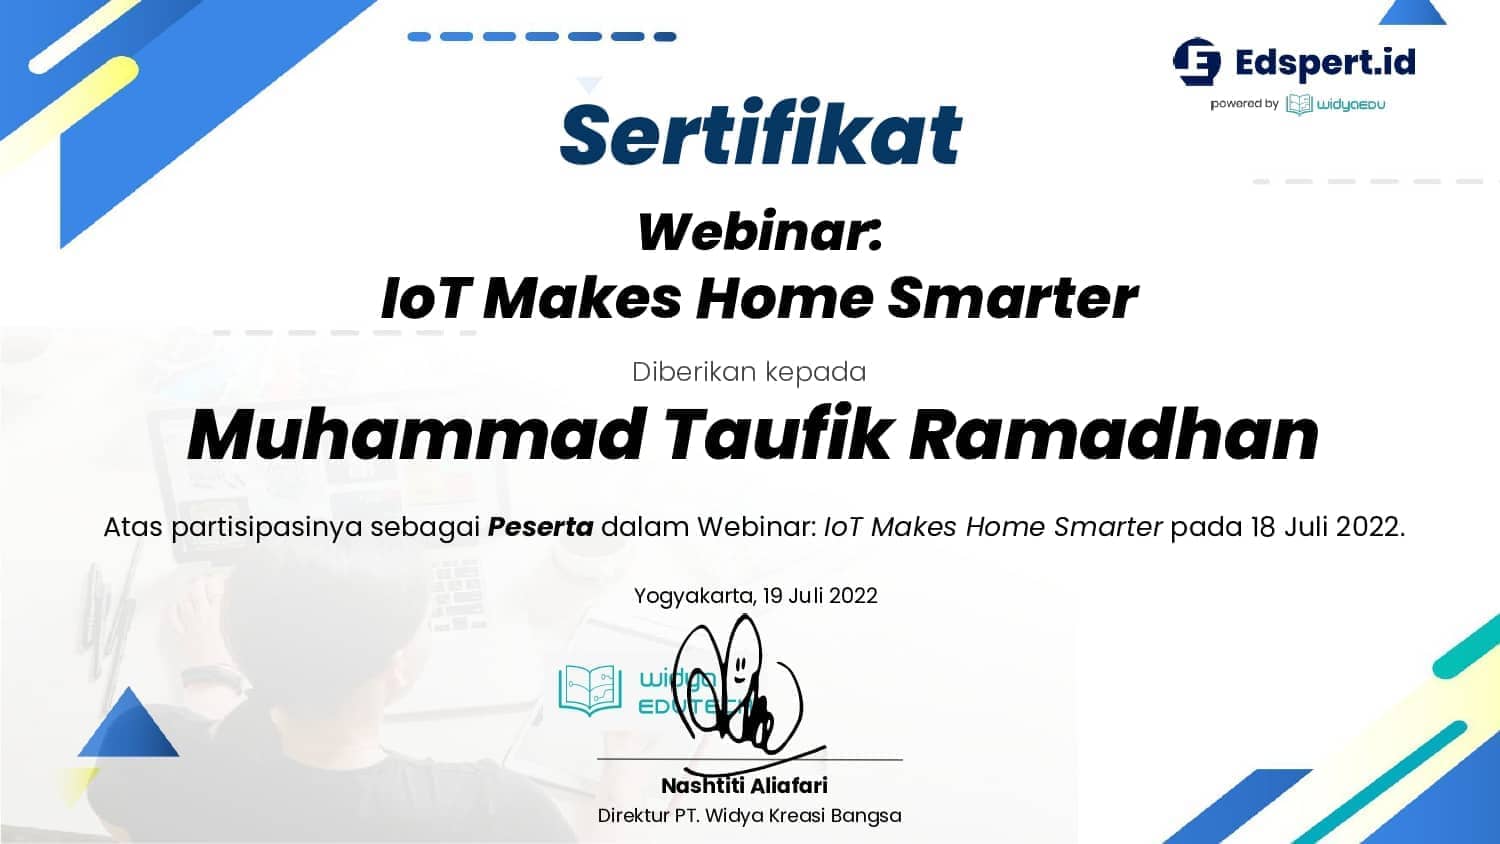 Edspert.id
powered by WIDYAEDU
Sertifikat
Webinar:
IoT Makes Home Smarter
Diberikan kepada
Muhammad Taufik Ramadhan
Atas partisipasinya sebagai Peserta dalam Webinar: IoT Makes Home Smarter pada 18 Juli 2022.
Yogyakarta, 19 Juli 2022
widya
EDUTECH
Nashtiti Aliafari
Direktur PT. Widya Kreasi Bangsa